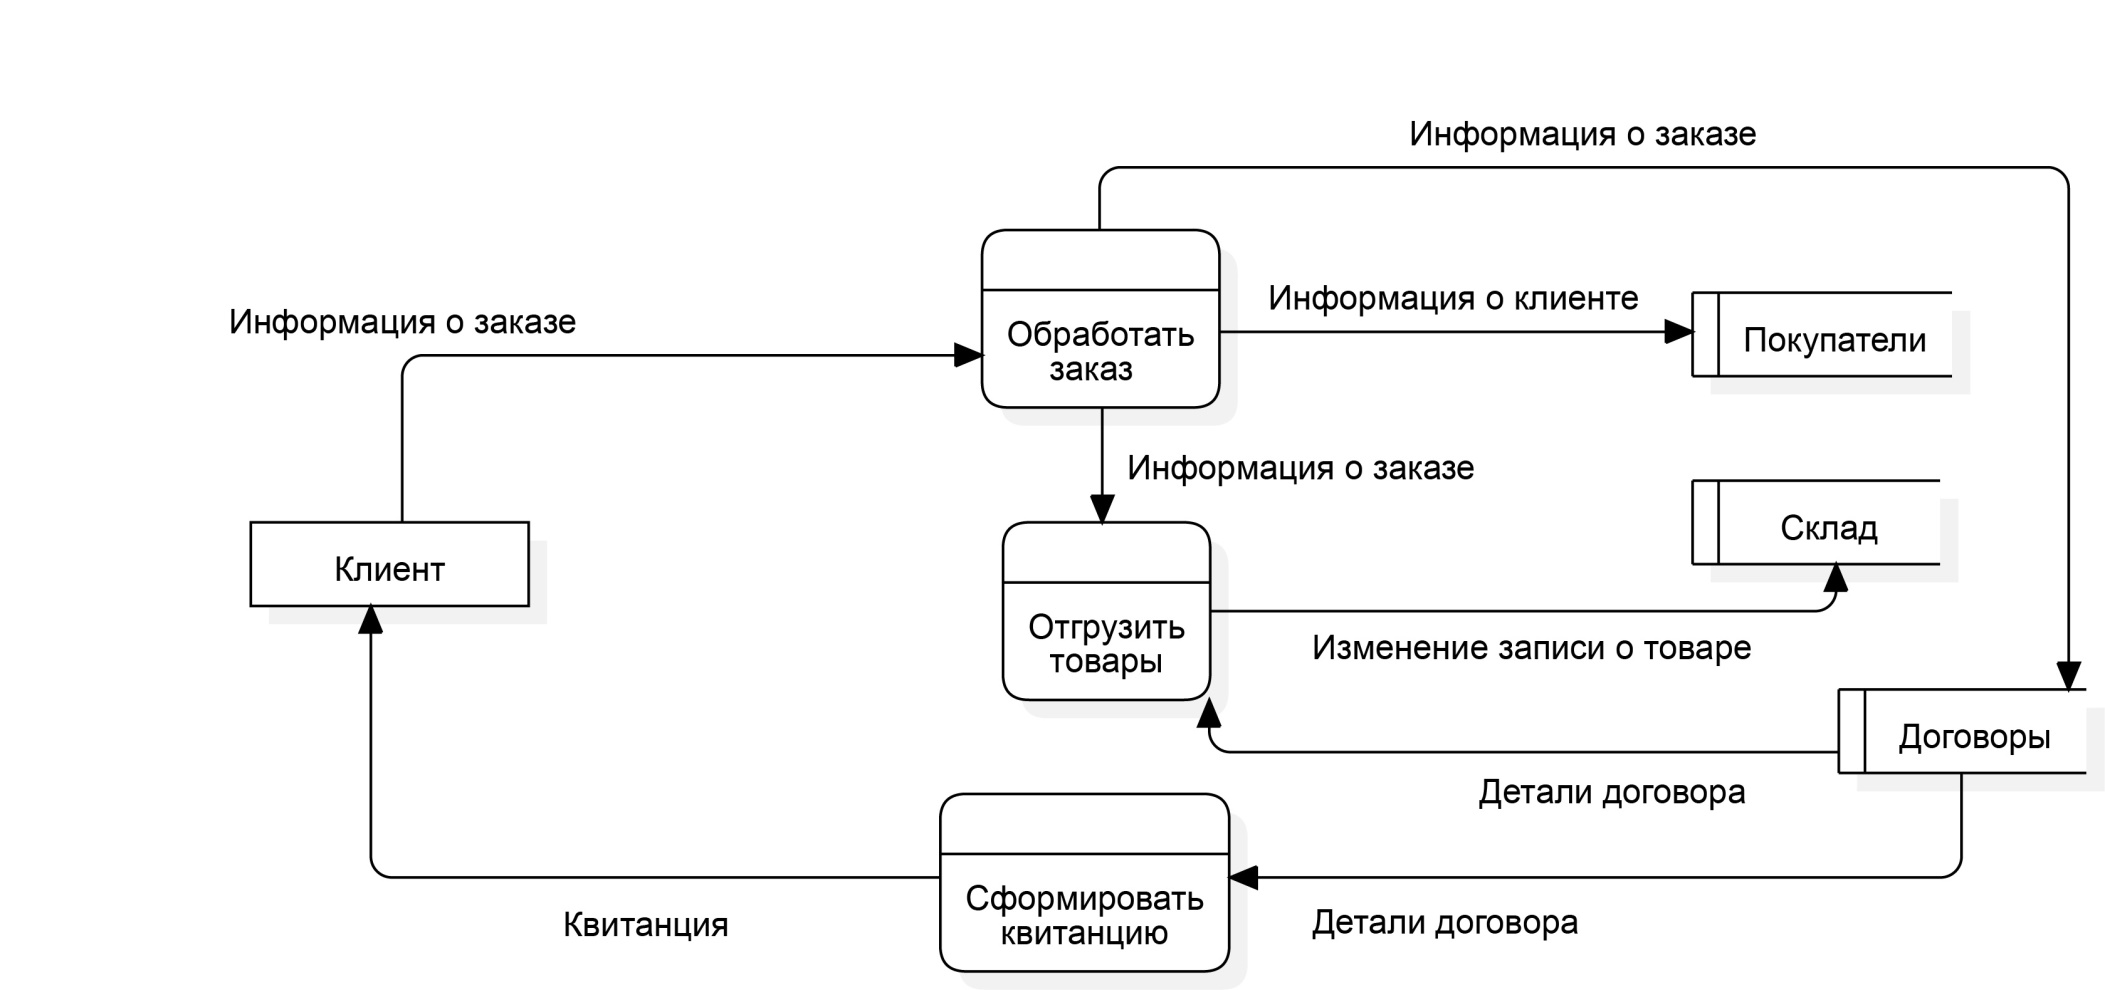 Информация о заказе
Информация о клиенте
Информация о заказе
Обработать
заказ
Покупатели
Информация о заказе
Склад
Клиент
Отгрузить
товары
Изменение записи о товаре
Договоры
Детали договора
Сформировать
квитанцию
Квитанция
Детали договора